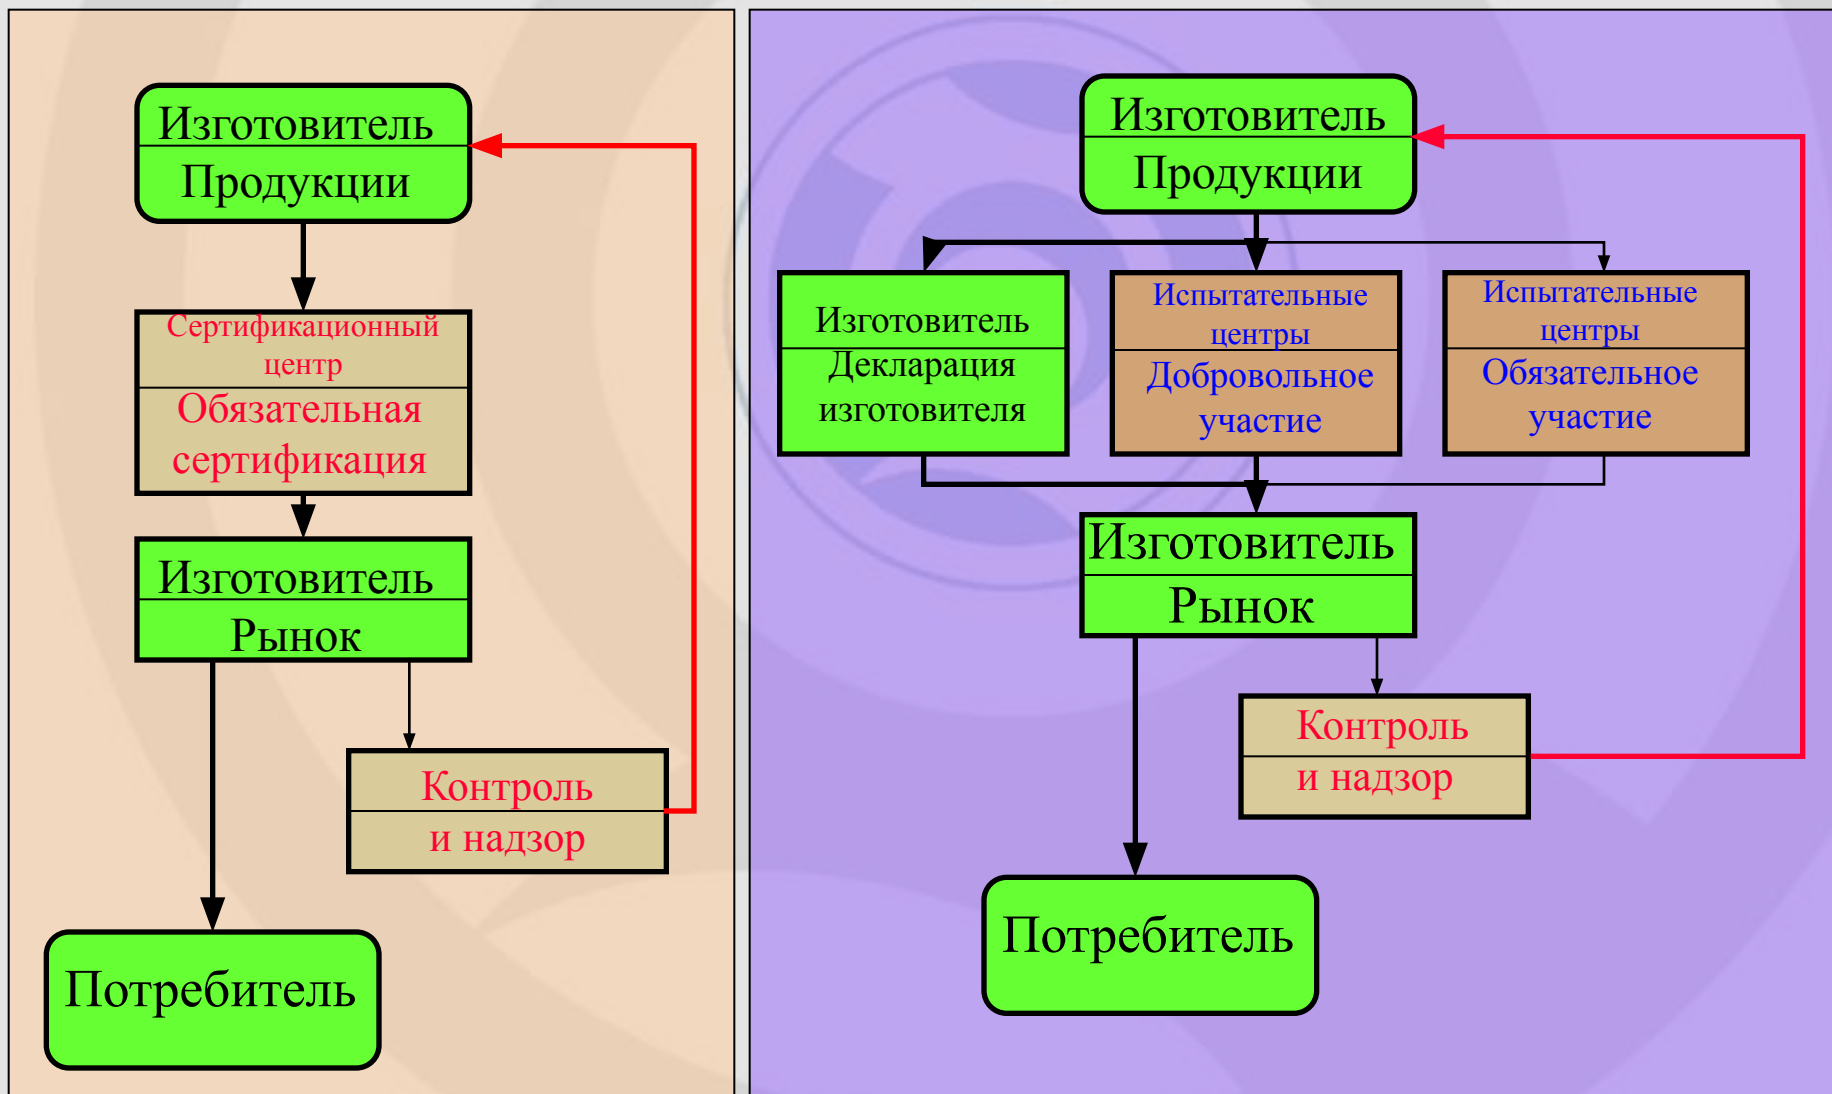 Изготовитель
Продукции
Сертификационный
центр
Обязательная
сертификация
Изготовитель
Рынок
Контроль
и надзор
Потребитель
Изготовитель
Продукции
Изготовитель
Декларация
изготовителя
Испытательные
центры
Добровольное
участие
Испытательные
центры
Обязательное
участие
Изготовитель
Рынок
Контроль
и надзор
Потребитель